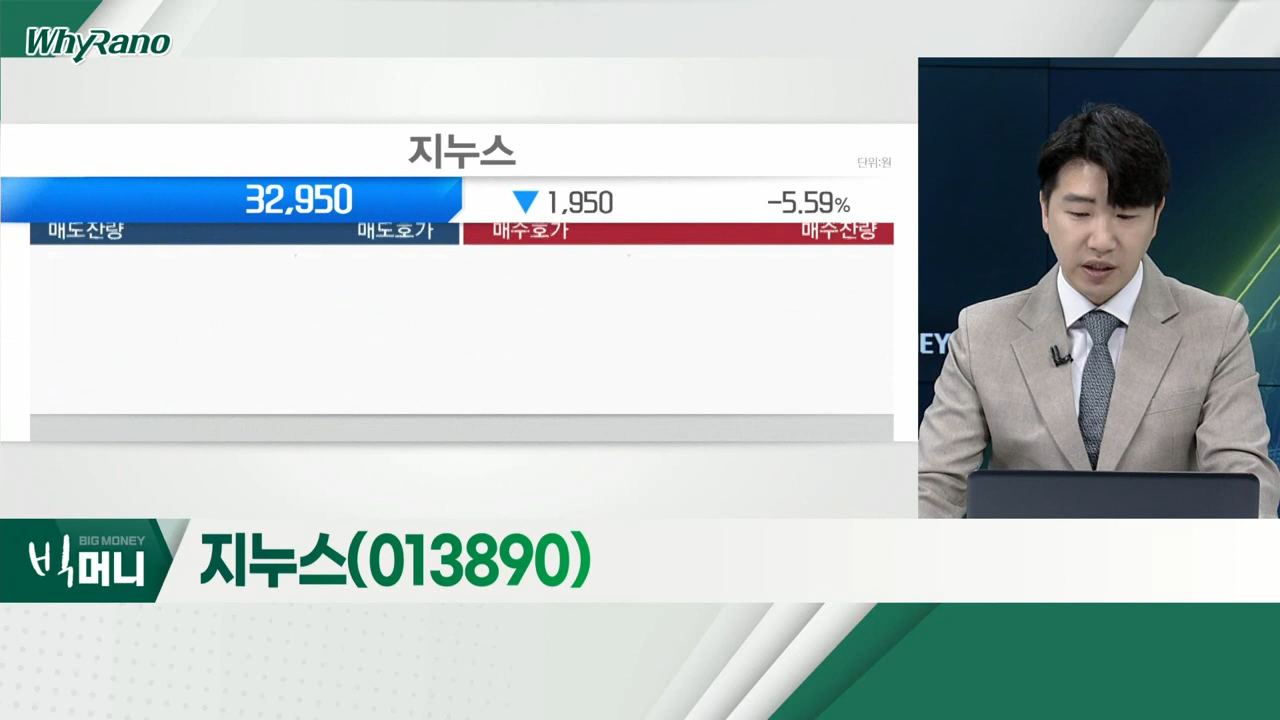 WhyRano
지누스
단위:원
32,950 ▼ 1,950 -5.59%
매도잔량 매도호가 매수호가 매수잔량
EY
BIG MONEY
빅머니
지누스(013890)